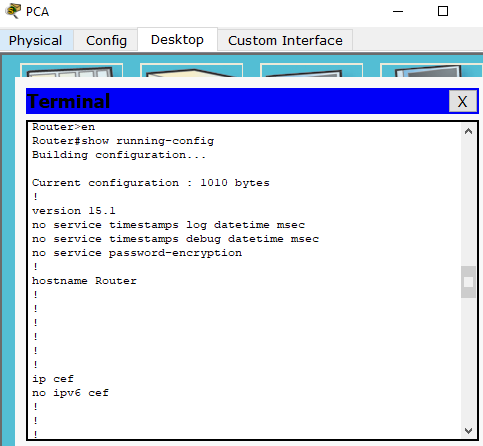 PCA
Physical Config Desktop Custom Interface
Terminal X
Router>en
Router#show running-config
Building configuration...
Current configuration : 1010 bytes
!
version 15.1
no service timestamps log datetime msec
no service timestamps debug datetime msec
no service password-encryption
!
hostname Router
!
!
!
!
!
!
ip cef
no ipv6 cef
!
!
!